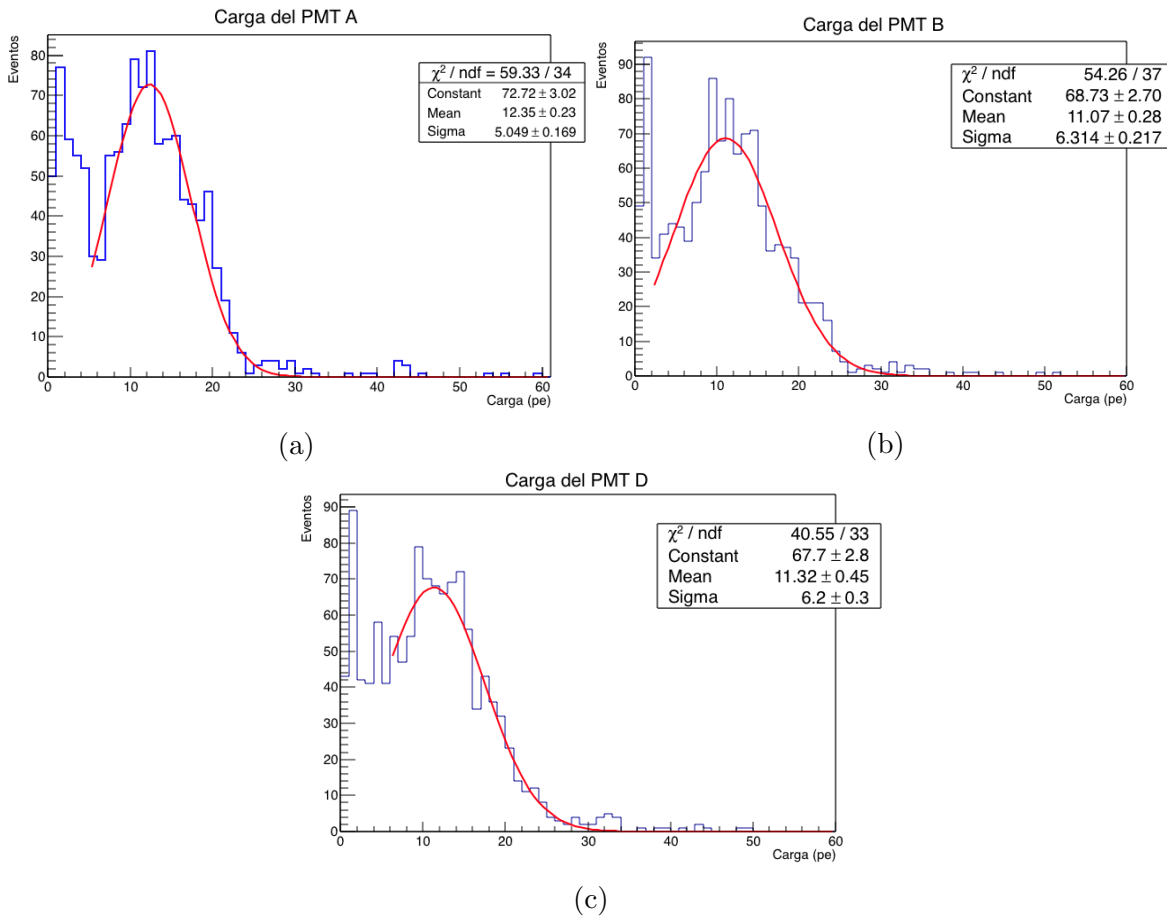 Carga del PMT A
Eventos
80
70
60
50
40
30
20
10
0
0 10 20 30 40 50 60
Carga (pe)
χ² / ndf = 59.33 / 34
Constant 72.72 ± 3.02
Mean 12.35 ± 0.23
Sigma 5.049 ± 0.169
(a)
Carga del PMT B
Eventos
90
80
70
60
50
40
30
20
10
0
0 10 20 30 40 50 60
Carga (pe)
χ² / ndf 54.26 / 37
Constant 68.73 ± 2.70
Mean 11.07 ± 0.28
Sigma 6.314 ± 0.217
(b)
Carga del PMT D
Eventos
90
80
70
60
50
40
30
20
10
0
0 10 20 30 40 50 60
Carga (pe)
χ² / ndf 40.55 / 33
Constant 67.7 ± 2.8
Mean 11.32 ± 0.45
Sigma 6.2 ± 0.3
(c)